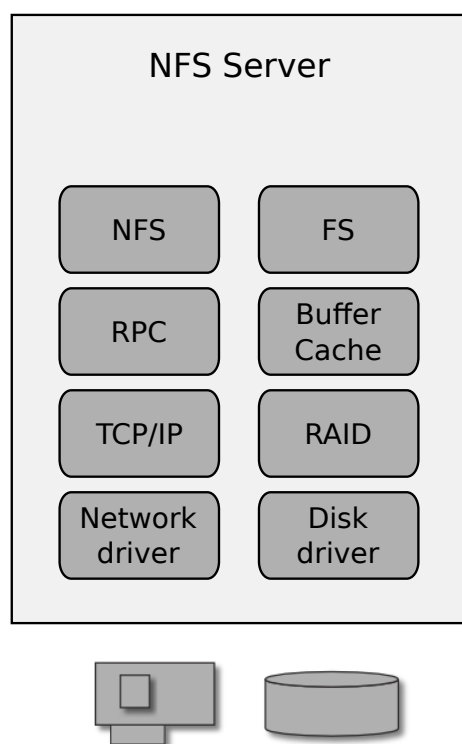 NFS Server
NFS
FS
RPC
Buffer
Cache
TCP/IP
RAID
Network
driver
Disk
driver